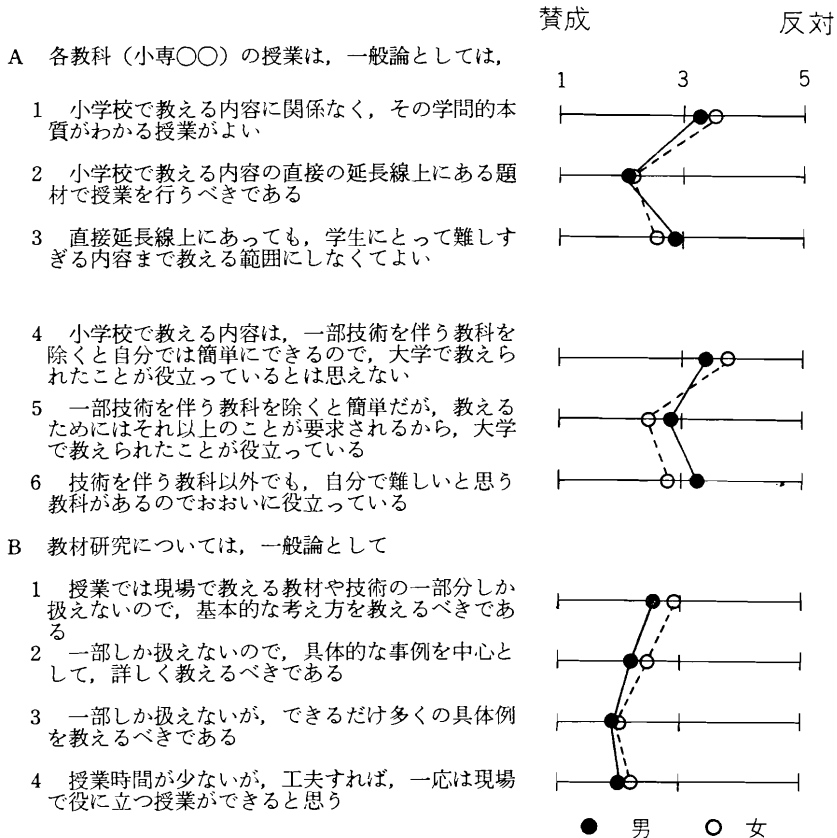 賛成 反対
A 各教科（小専〇〇）の授業は，一般論としては，
1 3 5
1 小学校で教える内容に関係なく，その学問的本
質がわかる授業がよい
2 小学校で教える内容の直接の延長線上にある題
材で授業を行うべきである
3 直接延長線上にあっても，学生にとって難しす
ぎる内容まで教える範囲にしなくてよい
4 小学校で教える内容は，一部技術を伴う教科を
除くと自分では簡単にできるので，大学で教えら
れたことが役立っているとは思えない
5 一部技術を伴う教科を除くと簡単だが，教える
ためにはそれ以上のことが要求されるから，大学
で教えられたことが役立っている
6 技術を伴う教科以外でも，自分で難しいと思う
教科があるのでおおいに役立っている
B 教材研究については，一般論として
1 授業では現場で教える教材や技術の一部分しか
扱えないので，基本的な考え方を教えるべきであ
る
2 一部しか扱えないので，具体的な事例を中心と
して，詳しく教えるべきである
3 一部しか扱えないが，できるだけ多くの具体例
を教えるべきである
4 授業時間が少ないが，工夫すれば，一応は現場
で役に立つ授業ができると思う
男 女